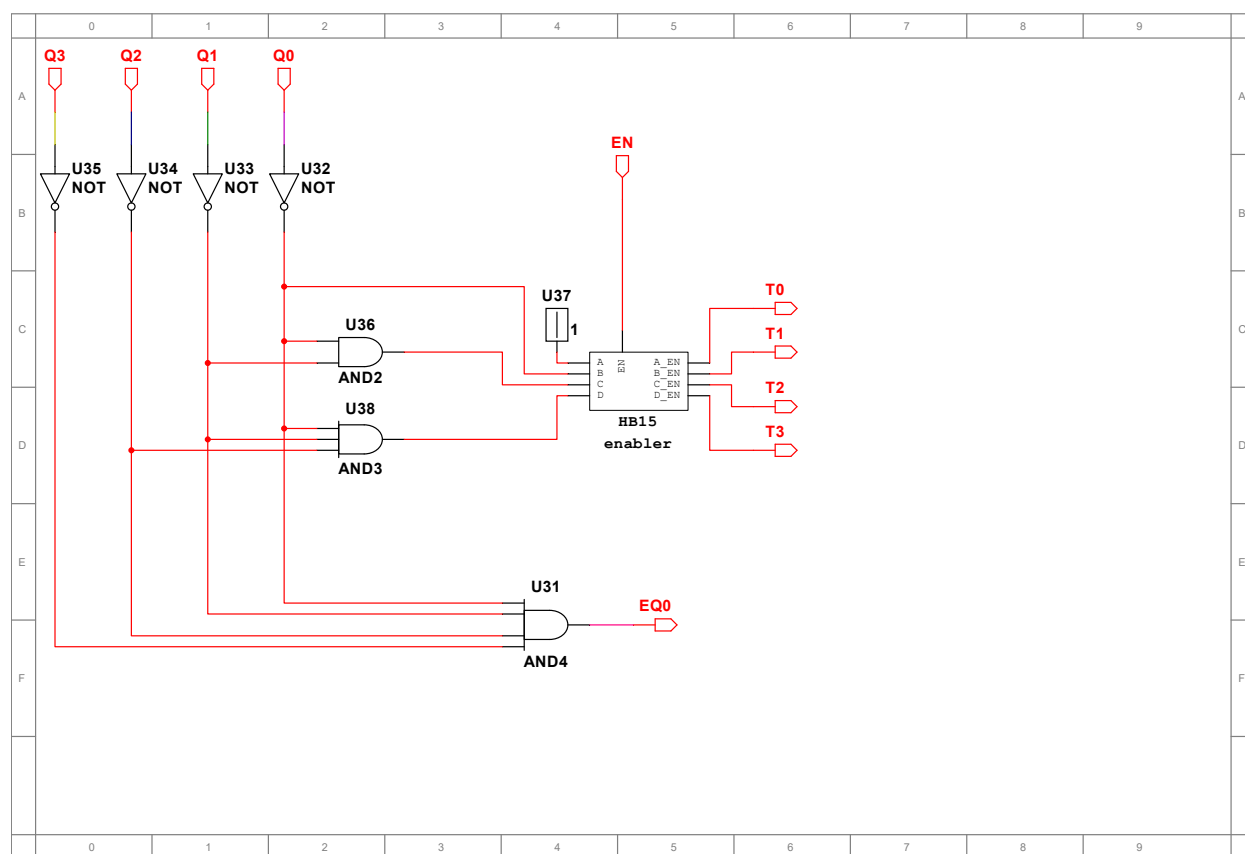 0 1 2 3 4 5 6 7 8 9
Q3 Q2 Q1 Q0
A A
EN
U35 U34 U33 U32
NOT NOT NOT NOT
B B
T0
U37
U36
C 1 T1 C
A A_EN
EN
B B_EN
C C_EN
D D_EN
AND2
T2
U38
HB15
T3
D enabler D
AND3
E E
U31
EQ0
AND4
F F
0 1 2 3 4 5 6 7 8 9